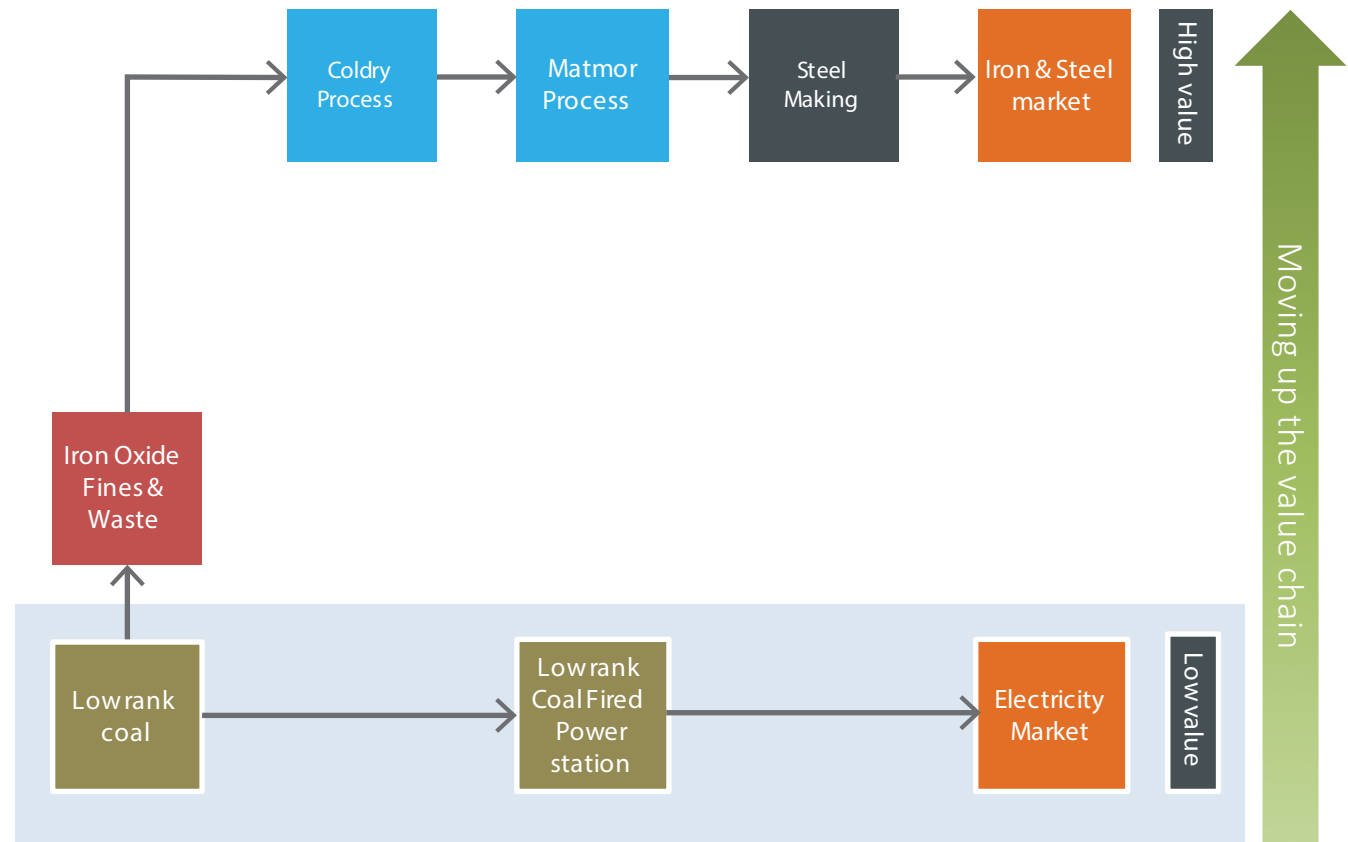 Coldry
Process
Matmor
Process
Steel
Making
Iron & Steel
market
High value
Moving up the value chain
Iron Oxide
Fines &
Waste
Low rank
coal
Low rank
Coal Fired
Power
station
Electricity
Market
Low value